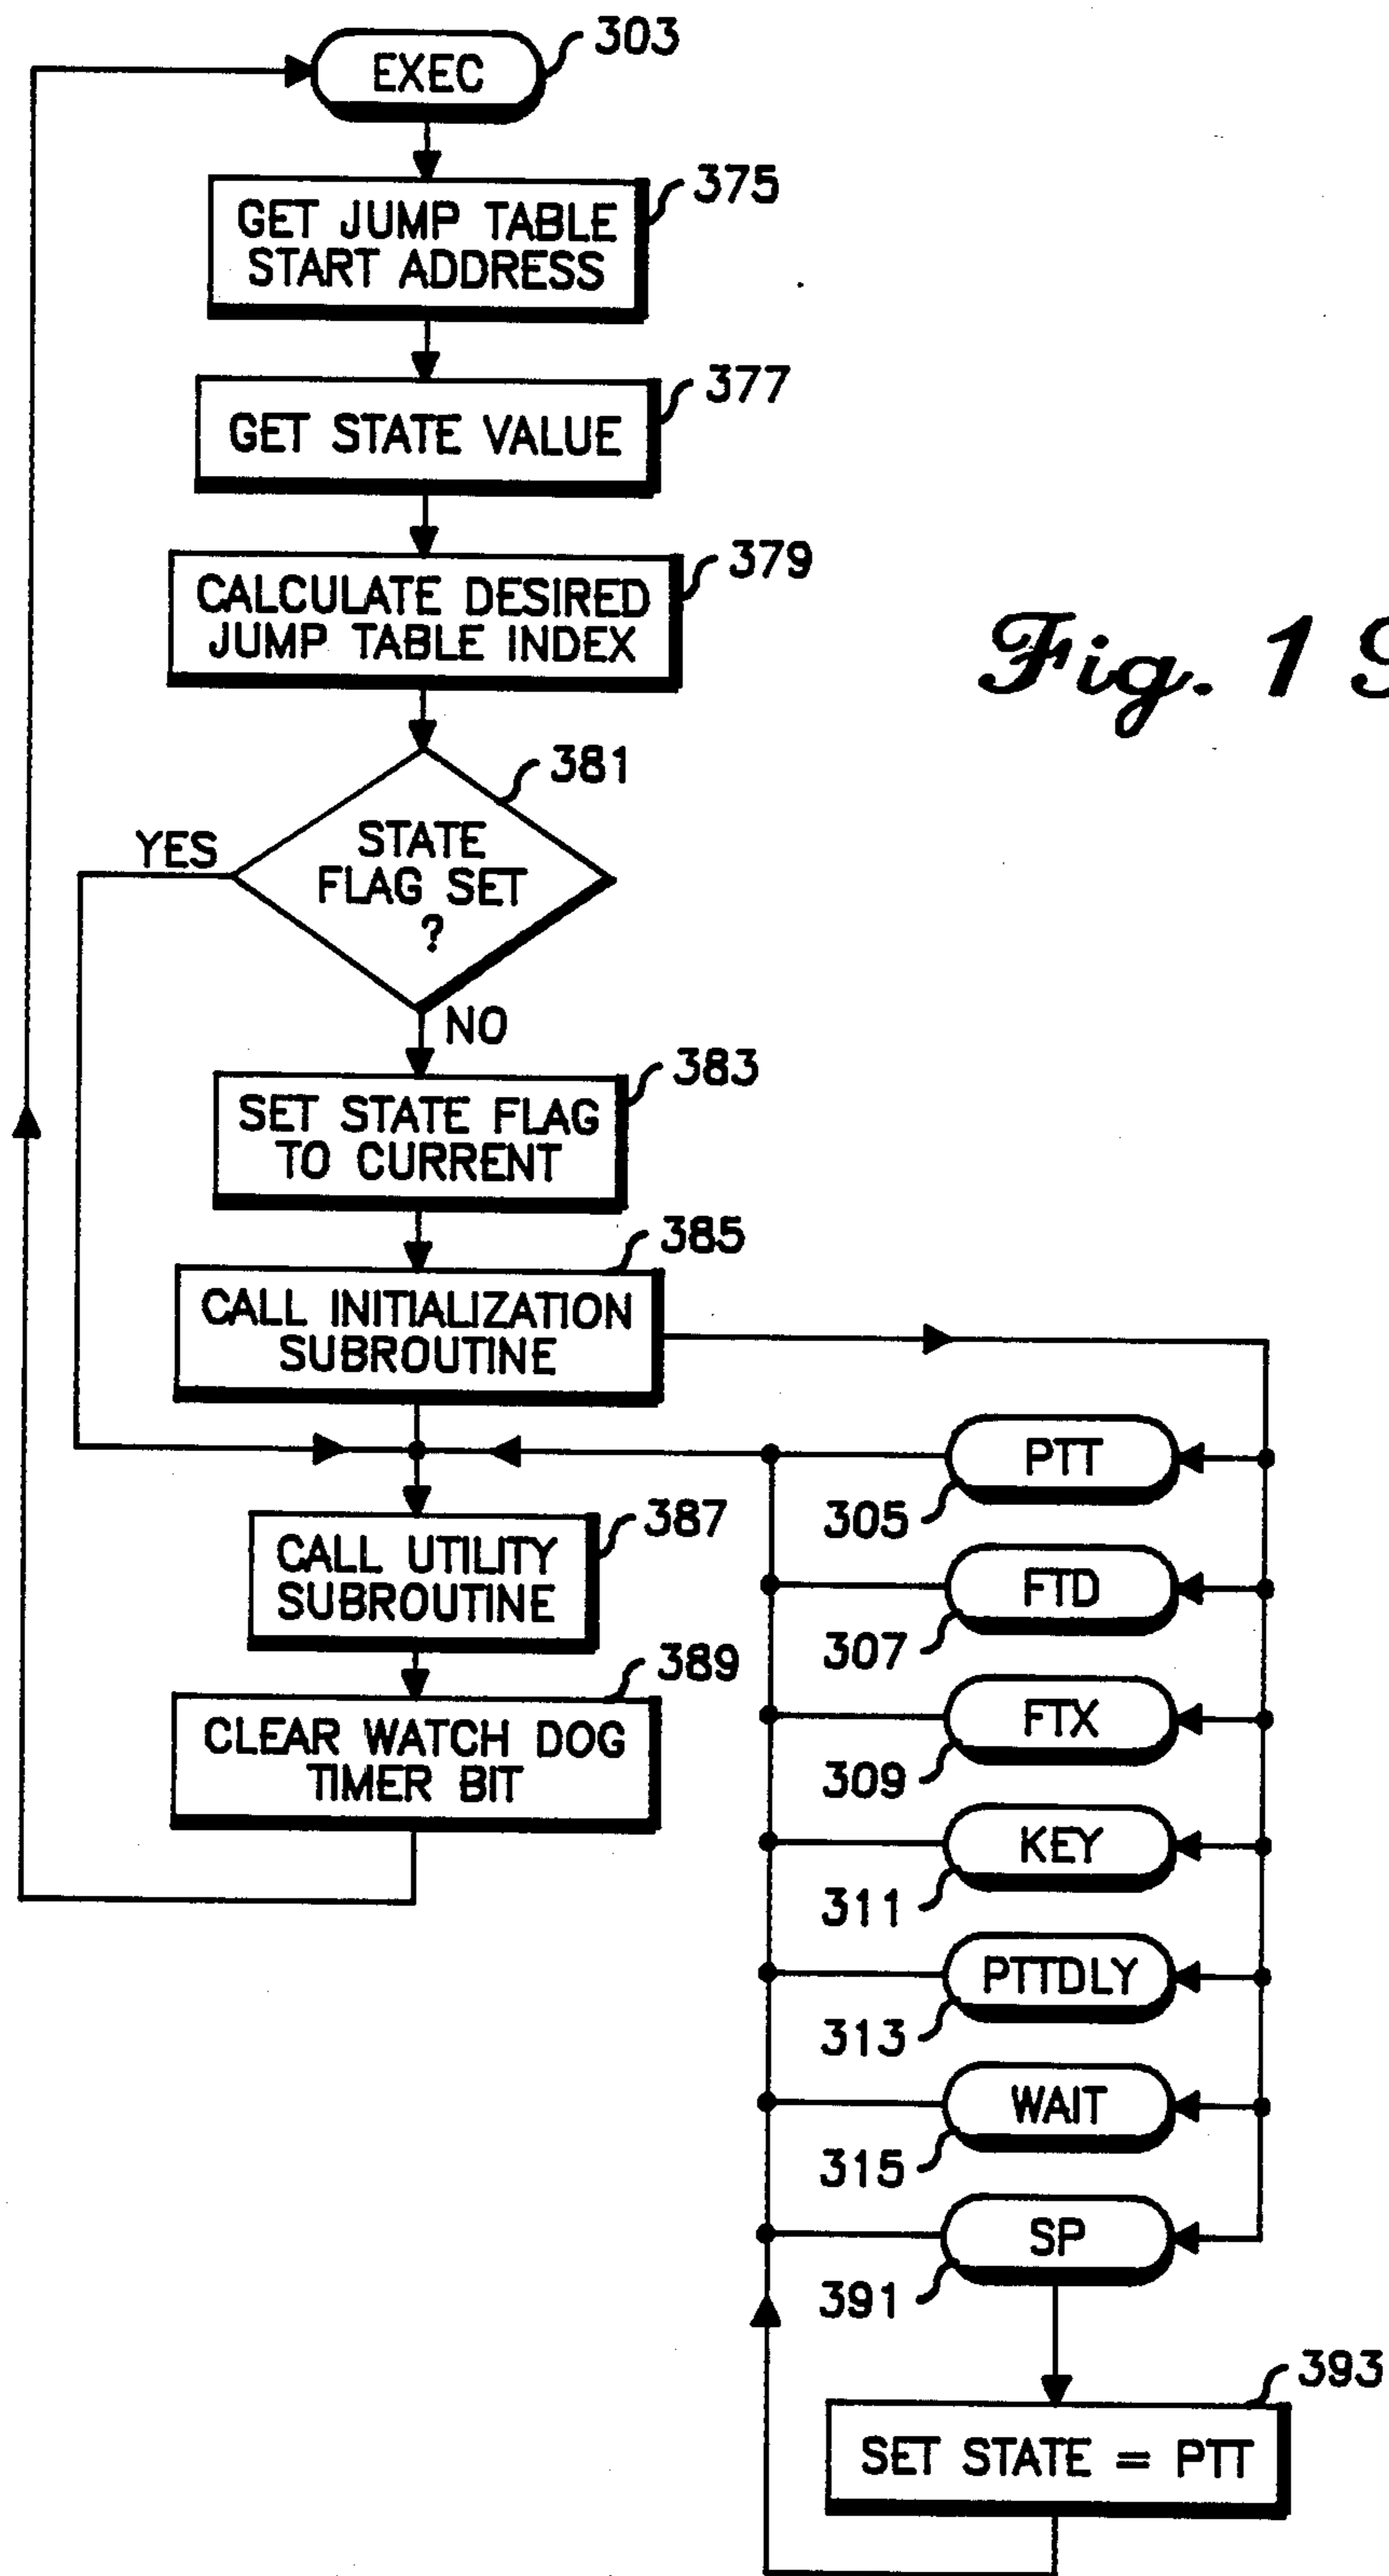 EXEC
303
GET JUMP TABLE
START ADDRESS
375
GET STATE VALUE
377
CALCULATE DESIRED
JUMP TABLE INDEX
379
Fig. 1
STATE
FLAG SET
?
381
YES
NO
SET STATE FLAG
TO CURRENT
383
CALL INITIALIZATION
SUBROUTINE
385
CALL UTILITY
SUBROUTINE
387
CLEAR WATCH DOG
TIMER BIT
389
PTT
305
FTD
307
FTX
309
KEY
311
PTTDLY
313
WAIT
315
SP
391
SET STATE = PTT
393